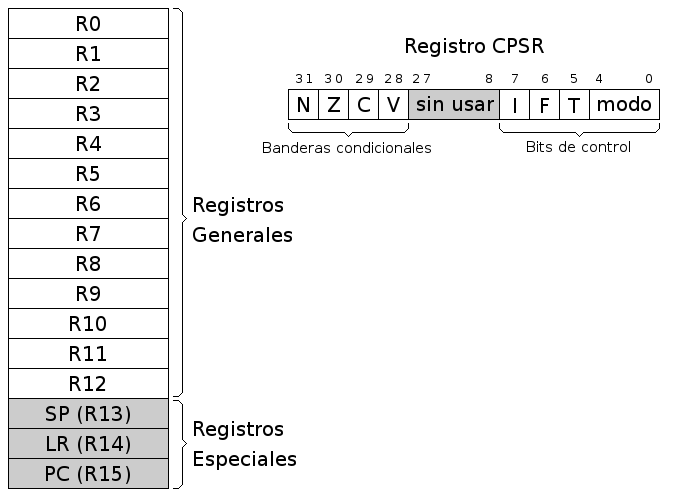 R0
R1
R2
R3
R4
R5
R6
R7
R8
R9
R10
R11
R12
SP (R13)
LR (R14)
PC (R15)
Registros
Generales
Registros
Especiales
Registro CPSR
31 30 29 28 27 8 7 6 5 4 0
N Z C V sin usar I F T modo
Banderas condicionales Bits de control